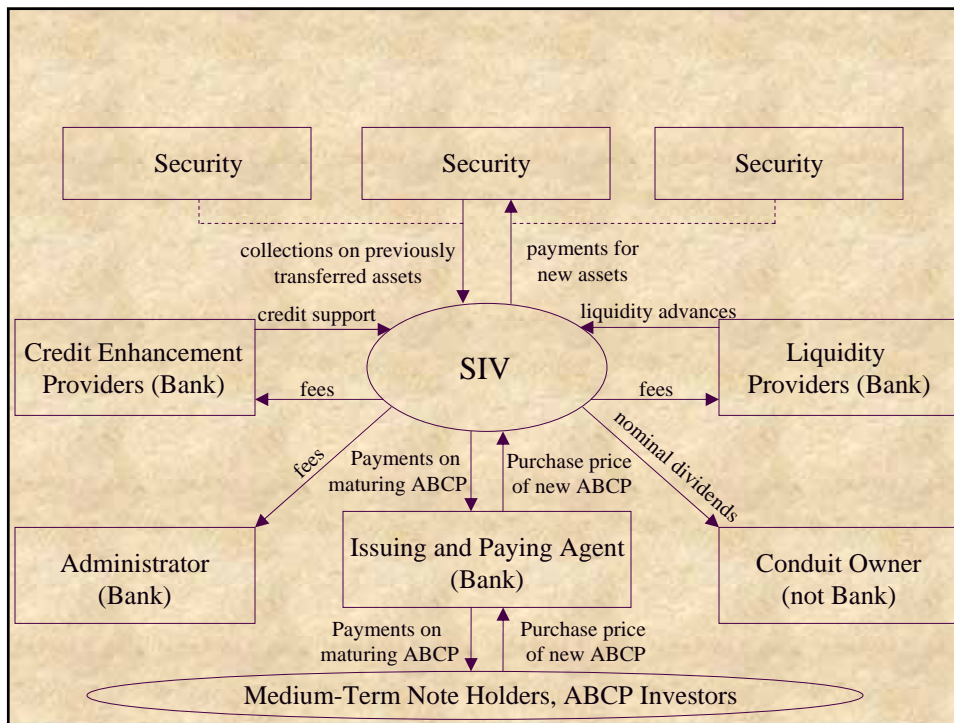 Security
Security
Security
collections on previously
transferred assets
payments for
new assets
credit support
liquidity advances
Credit Enhancement
Providers (Bank)
SIV
Liquidity
Providers (Bank)
fees
fees
fees
Payments on
maturing ABCP
Purchase price
of new ABCP
nominal dividends
Administrator
(Bank)
Issuing and Paying Agent
(Bank)
Conduit Owner
(not Bank)
Payments on
maturing ABCP
Purchase price
of new ABCP
Medium-Term Note Holders, ABCP Investors